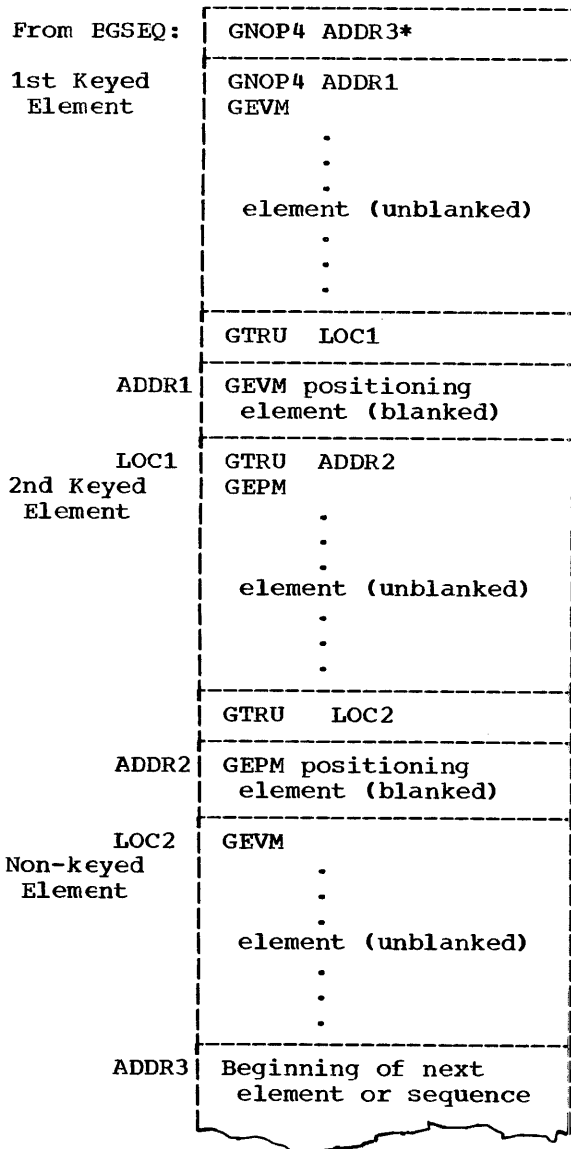 From BGSEQ: GNOP4 ADDR3*
1st Keyed GNOP4 ADDR1
Element GEVM
.
.
.
element (unblanked)
.
.
.
GTRU LOC1
ADDR1 GEVM positioning
element (blanked)
LOC1 GTRU ADDR2
2nd Keyed GEPM
Element
.
.
.
element (unblanked)
.
.
.
GTRU LOC2
ADDR2 GEPM positioning
element (blanked)
LOC2 GEVM
Non-keyed
Element
.
.
.
element (unblanked)
.
.
.
ADDR3 Beginning of next
element or sequence